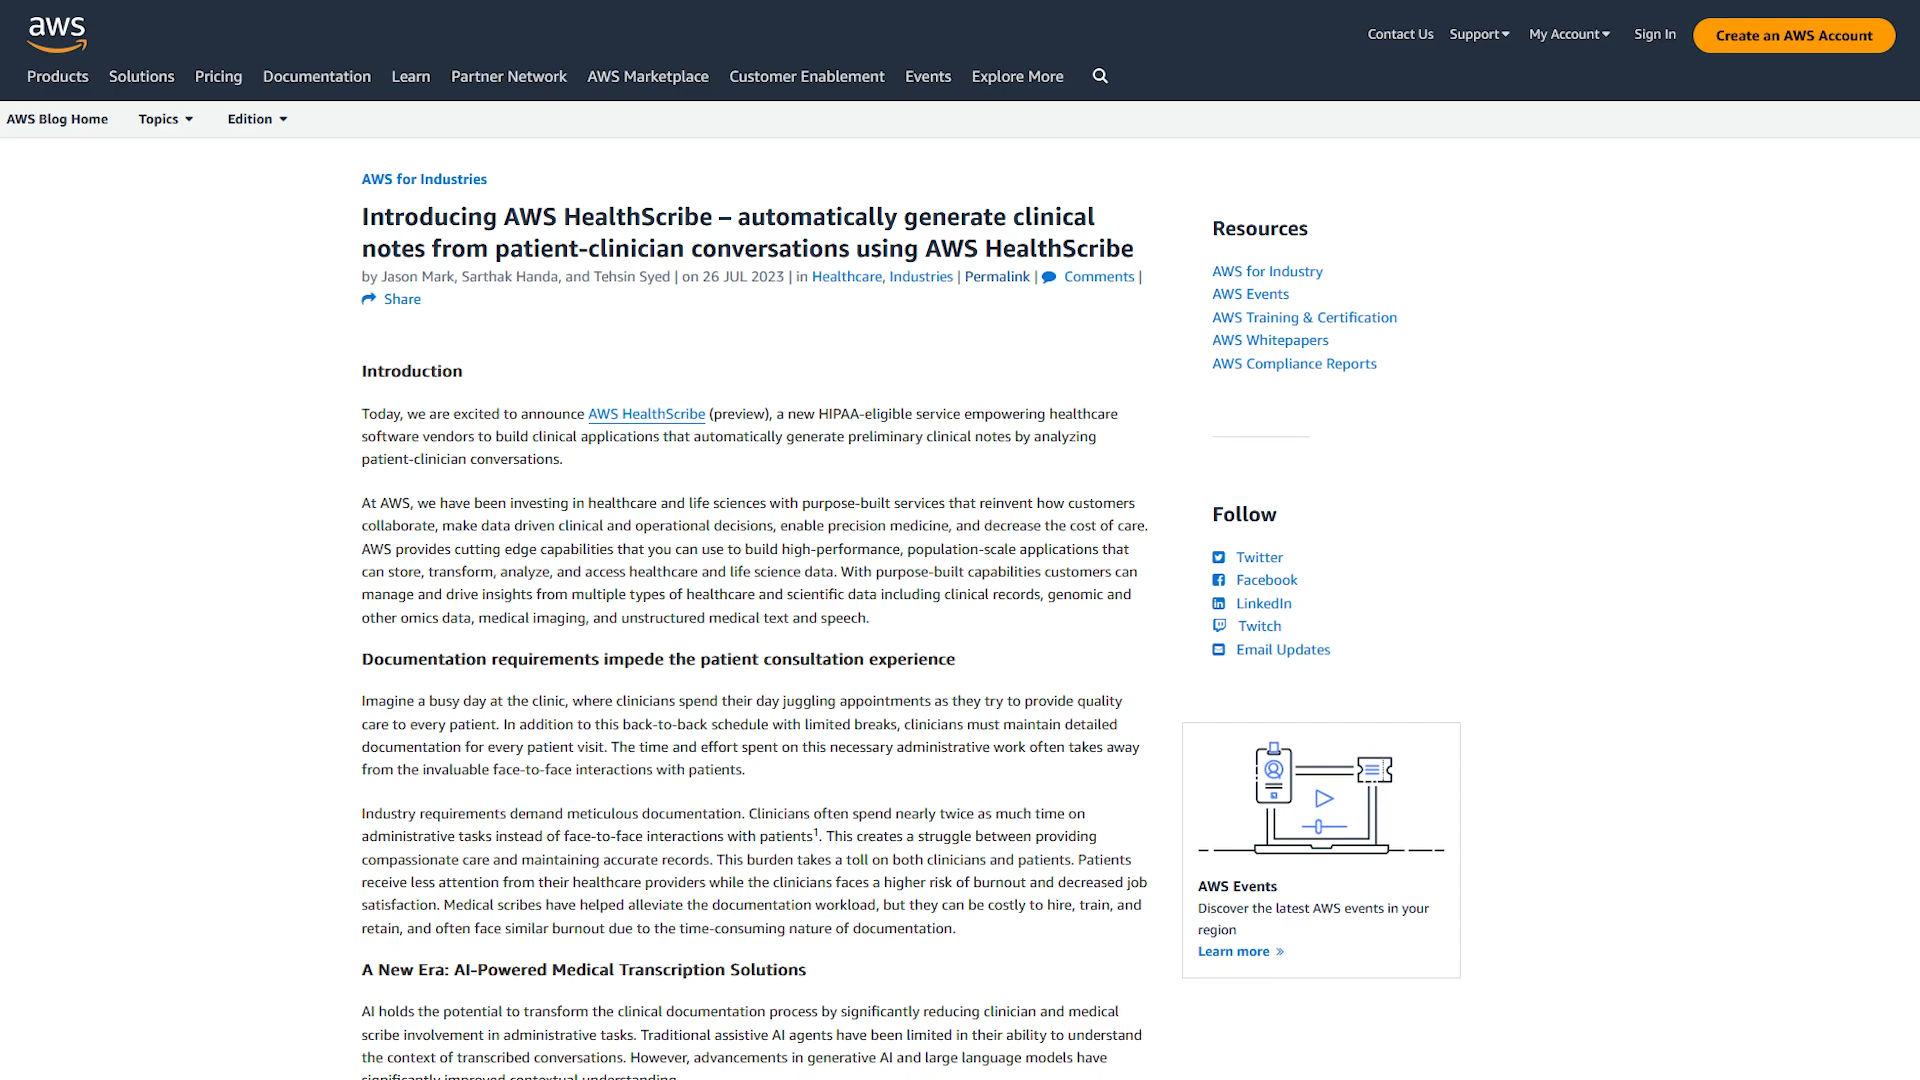 aws
Contact Us Support My Account Sign In Create an AWS Account
Products Solutions Pricing Documentation Learn Partner Network AWS Marketplace Customer Enablement Events Explore More
AWS Blog Home Topics Edition
AWS for Industries
Introducing AWS HealthScribe – automatically generate clinical
notes from patient-clinician conversations using AWS HealthScribe
by Jason Mark, Sarthak Handa, and Tehsin Syed | on 26 JUL 2023 | in Healthcare, Industries | Permalink | Comments |
Share
Introduction
Today, we are excited to announce AWS HealthScribe (preview), a new HIPAA-eligible service empowering healthcare
software vendors to build clinical applications that automatically generate preliminary clinical notes by analyzing
patient-clinician conversations.
At AWS, we have been investing in healthcare and life sciences with purpose-built services that reinvent how customers
collaborate, make data driven clinical and operational decisions, enable precision medicine, and decrease the cost of care.
AWS provides cutting edge capabilities that you can use to build high-performance, population-scale applications that
can store, transform, analyze, and access healthcare and life science data. With purpose-built capabilities customers can
manage and drive insights from multiple types of healthcare and scientific data including clinical records, genomic and
other omics data, medical imaging, and unstructured medical text and speech.
Documentation requirements impede the patient consultation experience
Imagine a busy day at the clinic, where clinicians spend their day juggling appointments as they try to provide quality
care to every patient. In addition to this back-to-back schedule with limited breaks, clinicians must maintain detailed
documentation for every patient visit. The time and effort spent on this necessary administrative work often takes away
from the invaluable face-to-face interactions with patients.
Industry requirements demand meticulous documentation. Clinicians often spend nearly twice as much time on
administrative tasks instead of face-to-face interactions with patients¹. This creates a struggle between providing
compassionate care and maintaining accurate records. This burden takes a toll on both clinicians and patients. Patients
receive less attention from their healthcare providers while the clinicians faces a higher risk of burnout and decreased job
satisfaction. Medical scribes have helped alleviate the documentation workload, but they can be costly to hire, train, and
retain, and often face similar burnout due to the time-consuming nature of documentation.
A New Era: AI-Powered Medical Transcription Solutions
AI holds the potential to transform the clinical documentation process by significantly reducing clinician and medical
scribe involvement in administrative tasks. Traditional assistive AI agents have been limited in their ability to understand
the context of transcribed conversations. However, advancements in generative AI and large language models have
significantly improved contextual understanding.
Resources
AWS for Industry
AWS Events
AWS Training & Certification
AWS Whitepapers
AWS Compliance Reports
Follow
Twitter
Facebook
LinkedIn
Twitch
Email Updates
AWS Events
Discover the latest AWS events in your
region
Learn more »